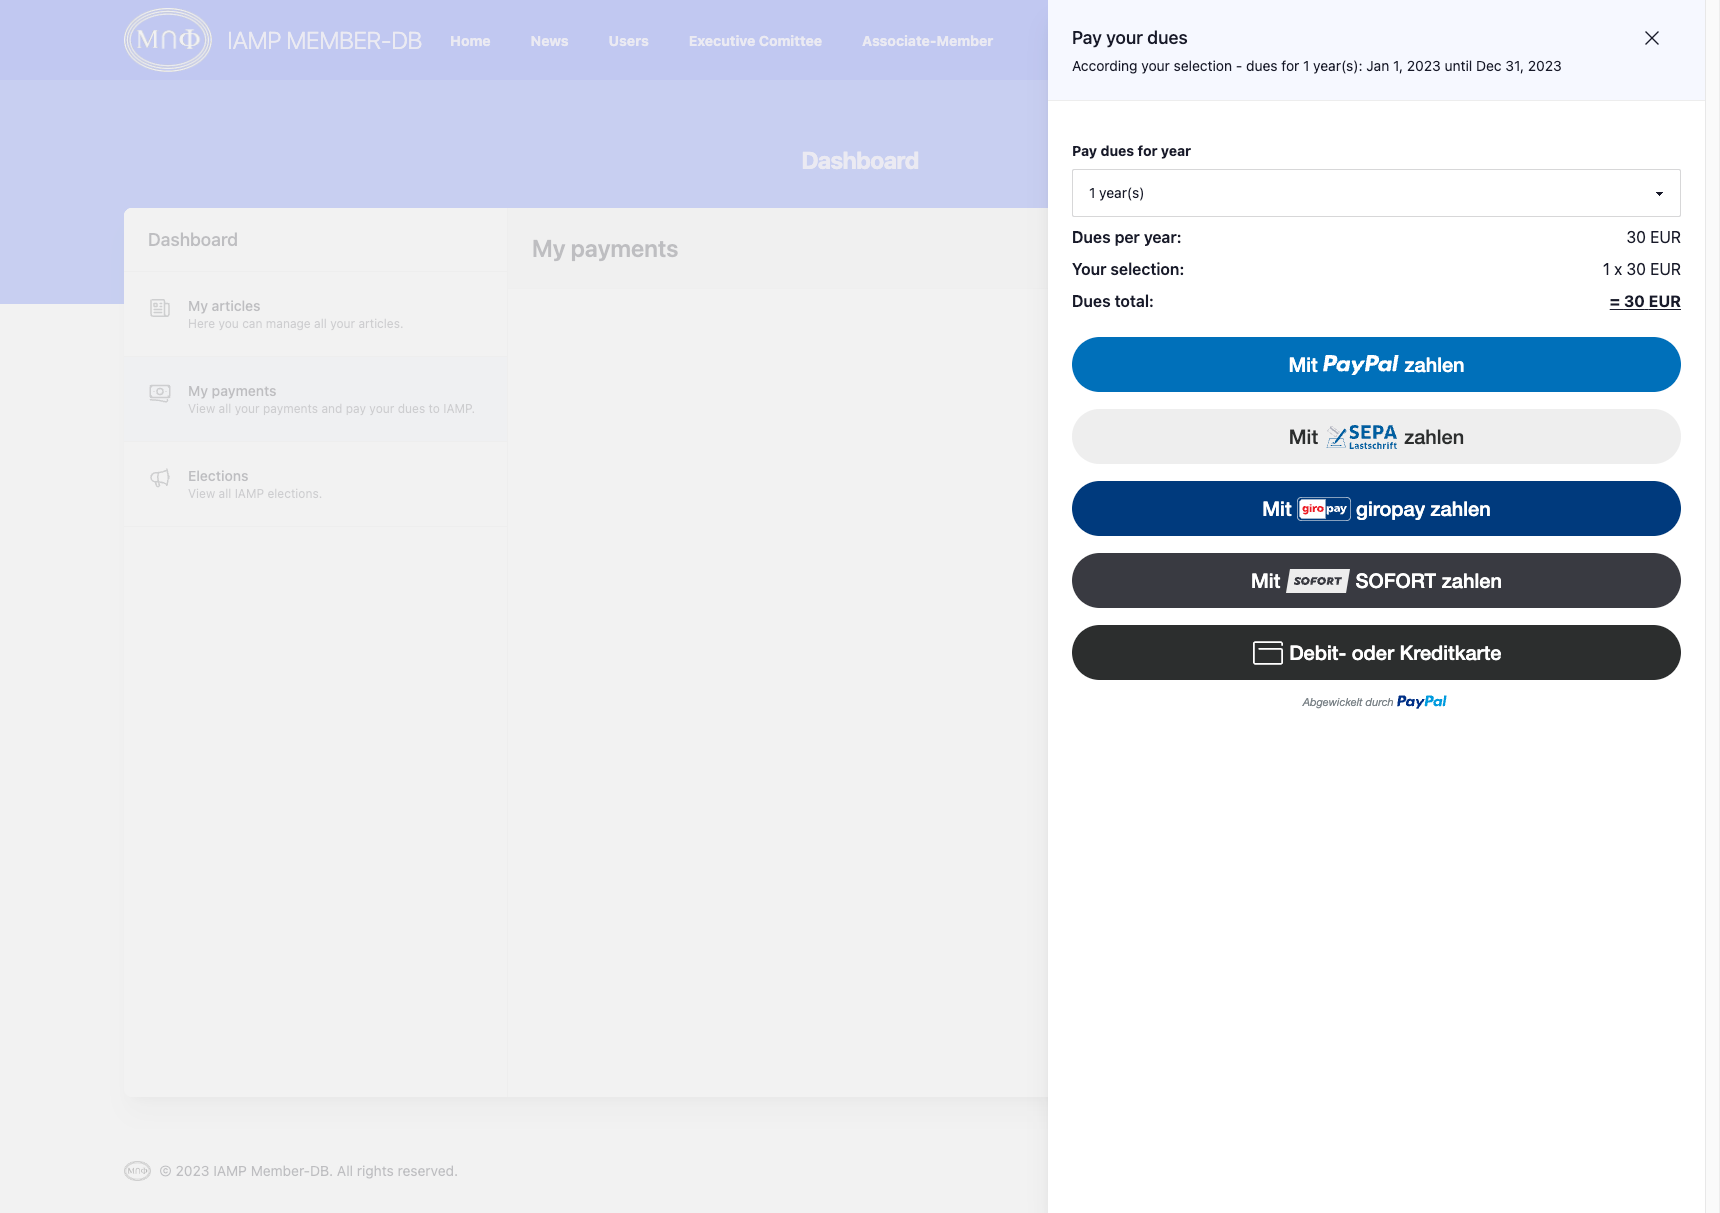 M∩Φ IAMP MEMBER-DB Home News Users Executive Comittee Associate-Member
Dashboard
Dashboard
My articles
Here you can manage all your articles.
My payments
View all your payments and pay your dues to IAMP.
Elections
View all IAMP elections.
My payments
M∩Φ © 2023 IAMP Member-DB. All rights reserved.
Pay your dues
According your selection - dues for 1 year(s): Jan 1, 2023 until Dec 31, 2023
Pay dues for year
1 year(s)
Dues per year: 30 EUR
Your selection: 1 x 30 EUR
Dues total: = 30 EUR
Mit PayPal zahlen
Mit SEPA Lastschrift zahlen
Mit giropay giropay zahlen
Mit SOFORT SOFORT zahlen
Debit- oder Kreditkarte
Abgewickelt durch PayPal